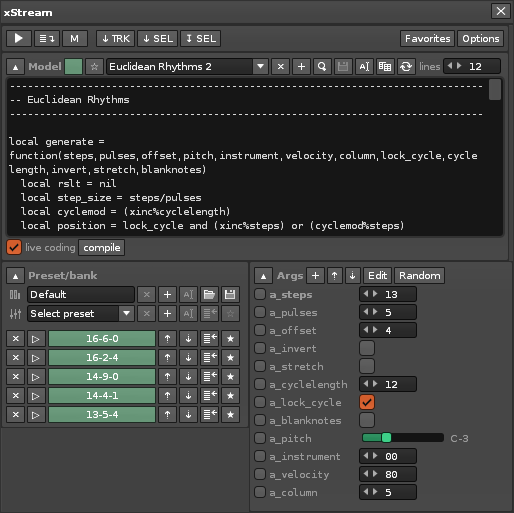 xStream
M ↓ TRK ↓ SEL ↧ SEL Favorites Options
Model Euclidean Rhythms 2 lines 12
--------------------------------------------------------------------------------
-- Euclidean Rhythms
--------------------------------------------------------------------------------
local generate =
function(steps,pulses,offset,pitch,instrument,velocity,column,lock_cycle,cycle
length,invert,stretch,blanknotes)
local rslt = nil
local step_size = steps/pulses
local cyclemod = (xinc%cyclelength)
local position = lock_cycle and (xinc%steps) or (cyclemod%steps)
live coding compile
Preset/bank
Default
Select preset
16-6-0
16-2-4
14-9-0
14-4-1
13-5-4
Args + ↑ ↓ Edit Random
a_steps 13
a_pulses 5
a_offset 4
a_invert
a_stretch
a_cyclelength 12
a_lock_cycle
a_blanknotes
a_pitch C-3
a_instrument 00
a_velocity 80
a_column 5